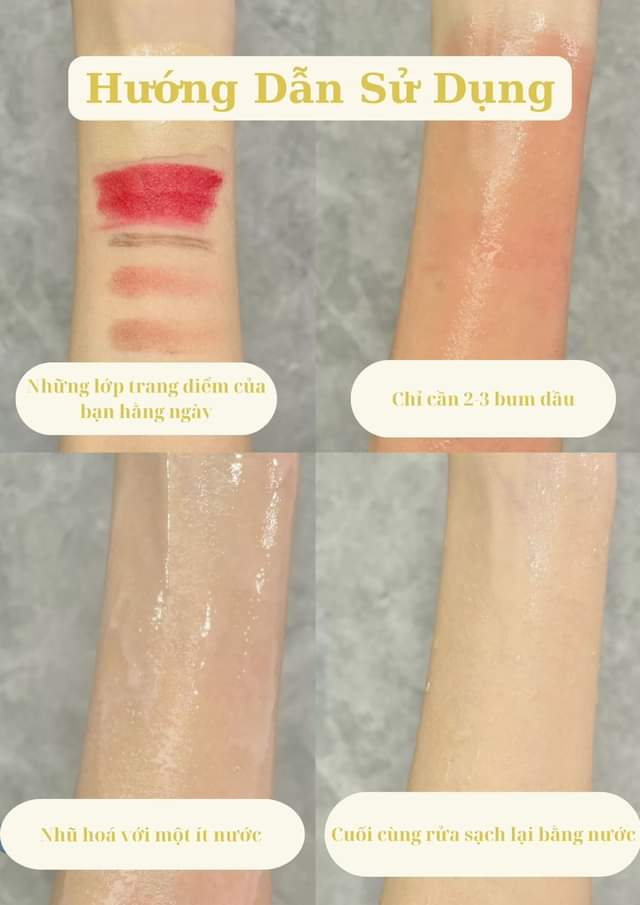 Hướng Dẫn Sử Dụng
Những lớp trang điểm của
bạn hằng ngày
Chỉ cần 2-3 bum dầu
Nhũ hoá với một ít nước
Cuối cùng rửa sạch lại bằng nước